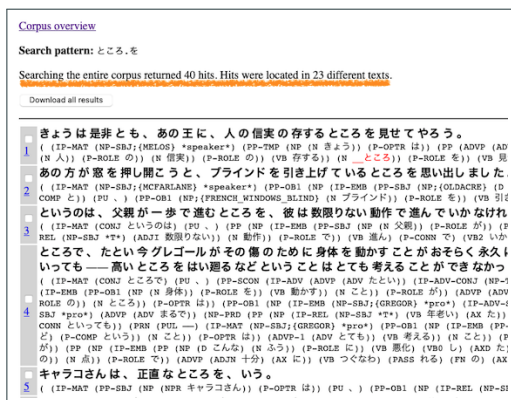 Corpus overview
Search pattern: ところ.を
Searching the entire corpus returned 40 hits. Hits were located in 23 different texts.
Download all results
きょう は 是非 と も 、 あの 王 に 、 人 の 信実 の 存する ところ を 見せ て やろ う 。
1 ( (IP-MAT (NP-SBJ;{MELOS} *speaker*) (PP-TMP (NP (N きょう)) (P-OPTR は)) (PP (ADVP (AD
(N 人)) (P-ROLE の)) (N 信実)) (P-ROLE の)) (VB 存する)) (N __ところ)) (P-ROLE を)) (VB 見
あの 方 が 窓 を 押し開こ う と 、 ブラインド を 引き上げ て いる ところ を 思い出し まし た
2 ( (IP-MAT (NP-SBJ;{MCFARLANE} *speaker*) (PP-OB1 (NP (IP-EMB (PP-SBJ (NP;{OLDACRE} (D
COMP と)) (PU 、) (PP-OB1 (NP;{FRENCH_WINDOWS_BLIND} (N ブラインド)) (P-ROLE を)) (VB 引き
というのは 、 父親 が 一 歩 で 進む ところ を 、 彼 は 数限りない 動作 で 進ん で いか なけれ
3 ( (IP-MAT (CONJ というのは) (PU 、) (PP (NP (IP-EMB (PP-SBJ (NP (N 父親)) (P-ROLE が)) (P
REL (NP-SBJ *T*) (ADJI 数限りない)) (N 動作)) (P-ROLE で)) (VB 進ん) (P-CONN で) (VB2 いか
ところで 、 たとい 今 グレゴール が その 傷 の ため に 身体 を 動かす こと が おそらく 永久 に
いって も —— 高い ところ を はい廻る など という こと は とても 考える こと が でき なかっ
4 ( (IP-MAT (CONJ ところで) (PU 、) (PP-SCON (IP-ADV (ADVP (ADV たとい)) (IP-ADV-CONJ (NP-T
(IP-EMB (PP-OB1 (NP (N 身体)) (P-ROLE を)) (VB 動かす)) (N こと)) (P-ROLE が)) (ADVP (ADV
ROLE の)) (N ところ)) (P-OPTR は)) (PP-OB1 (NP (IP-EMB (NP-SBJ;{GREGOR} *pro*) (IP-ADV-S
SBJ *pro*) (ADVP (ADV まるで)) (NP-PRD (PP (NP (IP-REL (NP-SBJ *T*) (VB 年老い) (AX た))
CONN といっても)) (PRN (PUL ——) (IP-MAT (NP-SBJ;{GREGOR} *pro*) (PP-OB1 (NP (IP-EMB (PP-
ど) (P-COMP という)) (N こと)) (P-OPTR は)) (ADVP-1 (ADV とても)) (VB 考える)) (N こと)) (P
が)) (PP (NP (IP-EMB (PP (NP (D こんな) (N ふう)) (P-ROLE に)) (VB 悪化) (VB0 し) (AXD た)
の)) (N 点)) (P-ROLE で)) (ADVP (ADJN 十分) (AX に)) (VB つぐなわ) (PASS れる) (FN の) (AX
キャラコさん は 、 正直 な ところ を 、 いう 。
5 ( (IP-MAT (PP-SBJ (NP (NPR キャラコさん)) (P-OPTR は)) (PU 、) (PP-OB1 (NP (IP-REL (NP-S